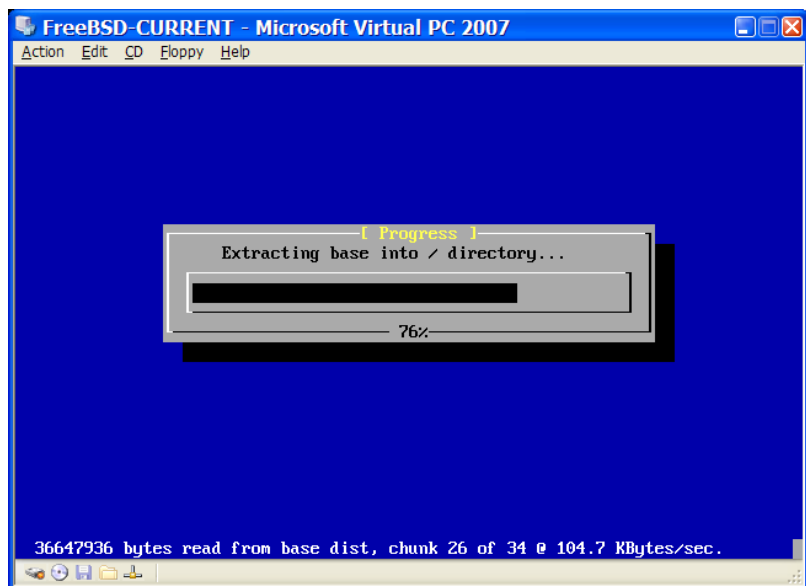 FreeBSD-CURRENT - Microsoft Virtual PC 2007
Action Edit CD Floppy Help
[ Progress ]
Extracting base into / directory...
76%
36647936 bytes read from base dist, chunk 26 of 34 @ 104.7 KBytes/sec.